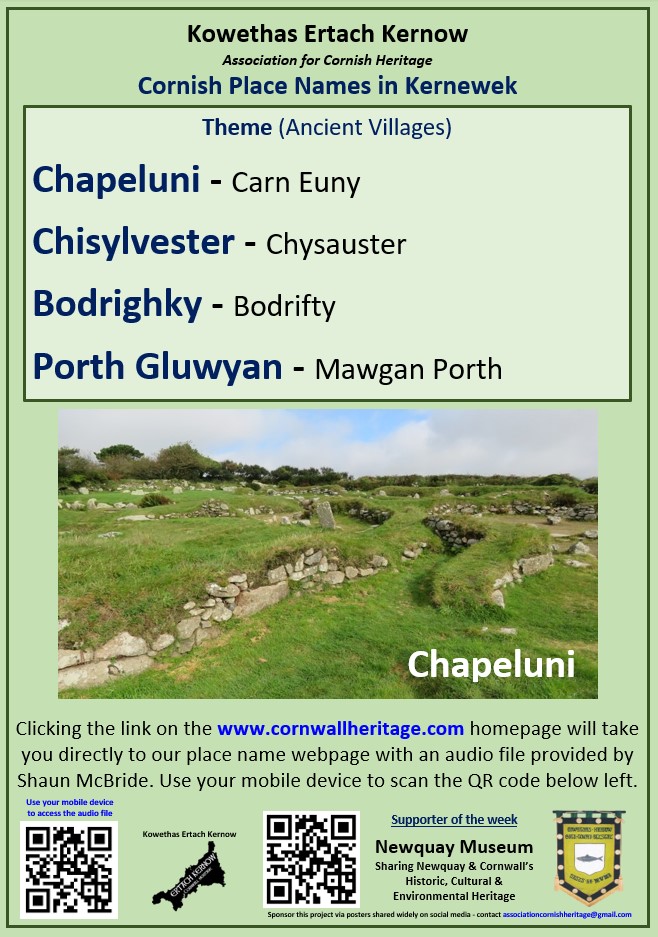 Kowethas Ertach Kernow
Association for Cornish Heritage
Cornish Place Names in Kernewek
Theme (Ancient Villages)
Chapeluni - Carn Euny
Chisylvester - Chysauster
Bodrighky - Bodrifty
Porth Gluwyan - Mawgan Porth
Chapeluni
Clicking the link on the www.cornwallheritage.com homepage will take
you directly to our place name webpage with an audio file provided by
Shaun McBride. Use your mobile device to scan the QR code below left.
Use your mobile device
to access the audio file
Kowethas Ertach Kernow
ERTACH KERNOW
Supporter of the week
Newquay Museum
Sharing Newquay & Cornwall's
Historic, Cultural &
Environmental Heritage
Sponsor this project via posters shared widely on social media - contact associationcornishheritage@gmail.com